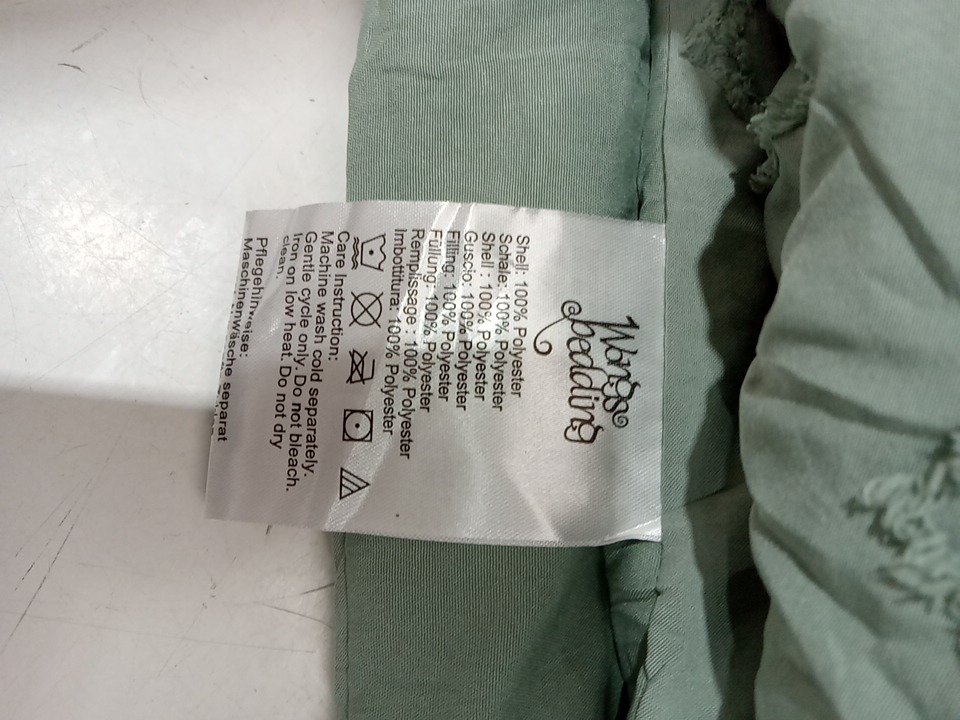 Wongs
bedding
Shell: 100% Polyester
Schale: 100% Polyester
Shell : 100% Polyester
Guscio: 100% Polyester
Filling: 100% Polyester
Füllung: 100% Polyester
Remplissage : 100% Polyester
Imbottitura: 100% Polyester
Care Instruction:
Machine wash cold separately.
Gentle cycle only. Do not bleach.
Iron on low heat. Do not dry
clean.
Pflegehinweise:
Maschinenwäsche separat